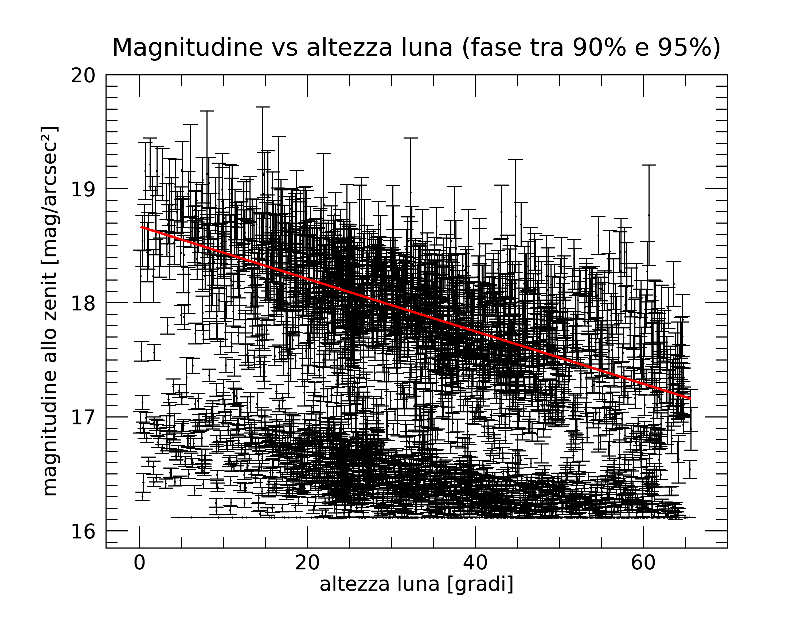 Magnitudine vs altezza luna (fase tra 90% e 95%)
magnitudine allo zenit [mag/arcsec²]
20
19
18
17
16
0 20 40 60
altezza luna [gradi]